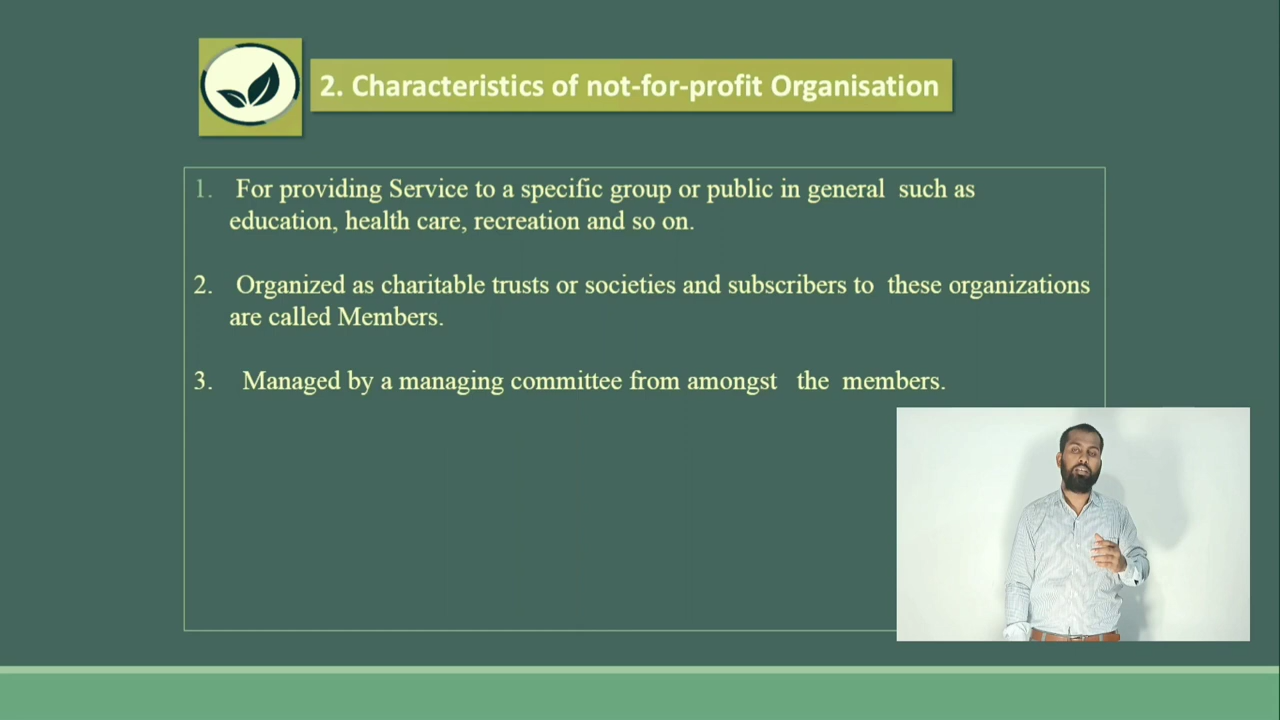 2. Characteristics of not-for-profit Organisation
1. For providing Service to a specific group or public in general such as
education, health care, recreation and so on.
2. Organized as charitable trusts or societies and subscribers to these organizations
are called Members.
3. Managed by a managing committee from amongst the members.